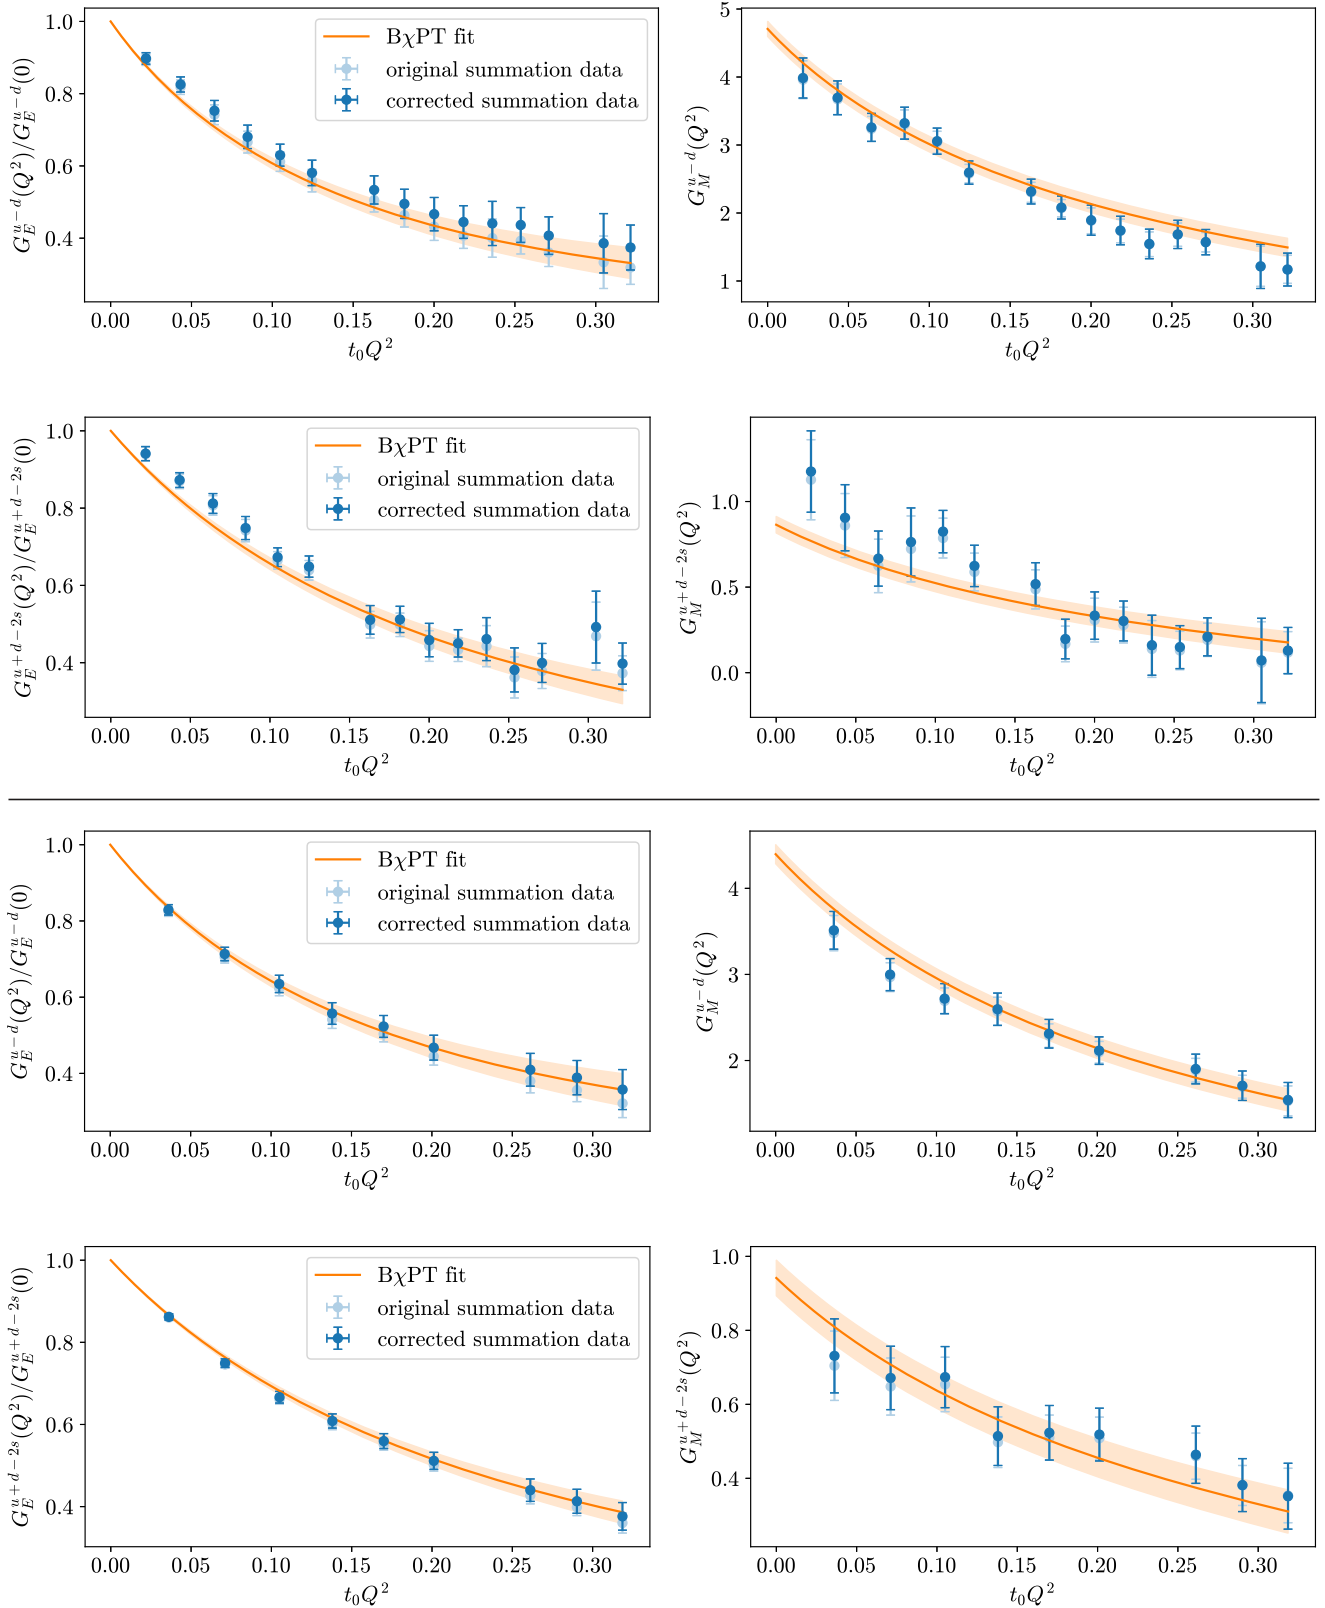 1.0
0.8
0.6
0.4
G_E^{u-d}(Q^2)/G_E^{u-d}(0)
BχPT fit
original summation data
corrected summation data
0.00 0.05 0.10 0.15 0.20 0.25 0.30
t_0Q^2
5
4
3
2
1
G_M^{u-d}(Q^2)
0.00 0.05 0.10 0.15 0.20 0.25 0.30
t_0Q^2
1.0
0.8
0.6
0.4
G_E^{u+d-2s}(Q^2)/G_E^{u+d-2s}(0)
BχPT fit
original summation data
corrected summation data
0.00 0.05 0.10 0.15 0.20 0.25 0.30
t_0Q^2
1.0
0.5
0.0
G_M^{u+d-2s}(Q^2)
0.00 0.05 0.10 0.15 0.20 0.25 0.30
t_0Q^2
1.0
0.8
0.6
0.4
G_E^{u-d}(Q^2)/G_E^{u-d}(0)
BχPT fit
original summation data
corrected summation data
0.00 0.05 0.10 0.15 0.20 0.25 0.30
t_0Q^2
4
3
2
G_M^{u-d}(Q^2)
0.00 0.05 0.10 0.15 0.20 0.25 0.30
t_0Q^2
1.0
0.8
0.6
0.4
G_E^{u+d-2s}(Q^2)/G_E^{u+d-2s}(0)
BχPT fit
original summation data
corrected summation data
0.00 0.05 0.10 0.15 0.20 0.25 0.30
t_0Q^2
1.0
0.8
0.6
0.4
G_M^{u+d-2s}(Q^2)
0.00 0.05 0.10 0.15 0.20 0.25 0.30
t_0Q^2